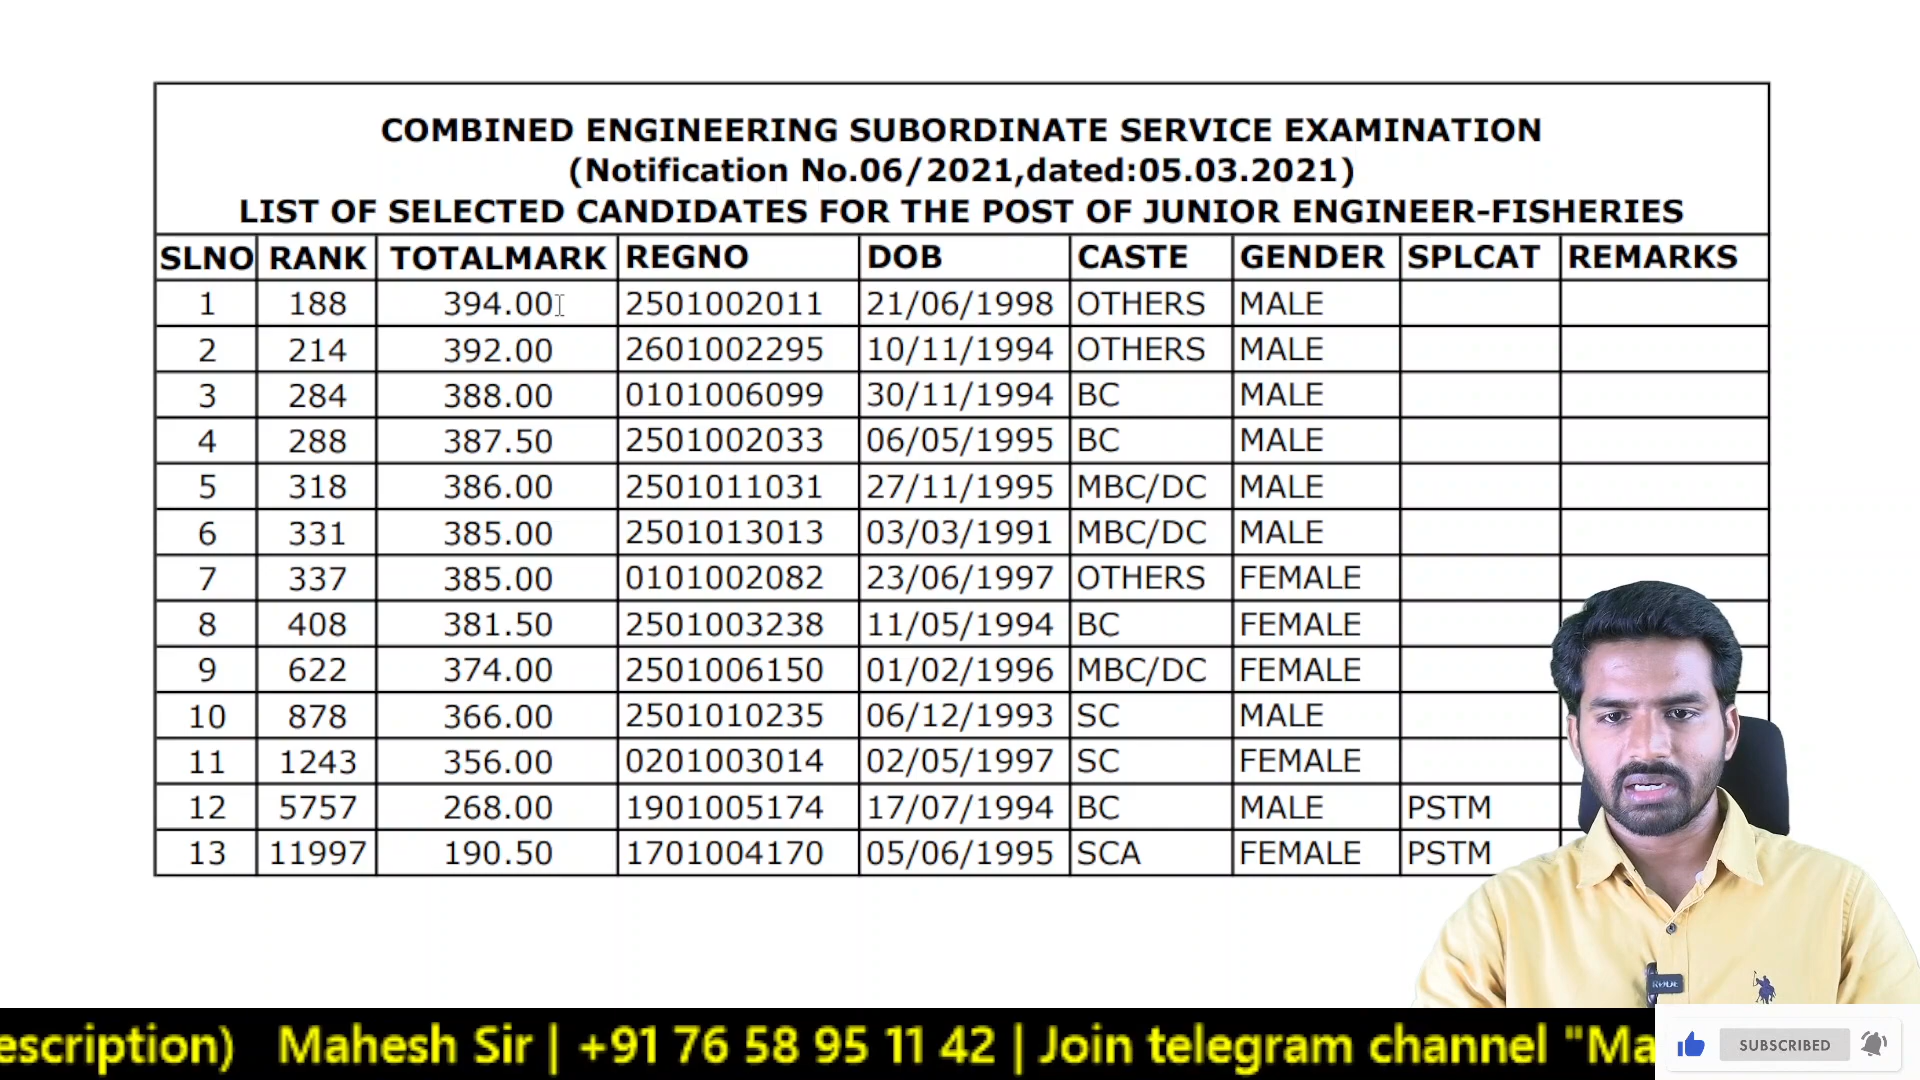 COMBINED ENGINEERING SUBORDINATE SERVICE EXAMINATION
(Notification No.06/2021,dated:05.03.2021)
LIST OF SELECTED CANDIDATES FOR THE POST OF JUNIOR ENGINEER-FISHERIES
SLNO RANK TOTALMARK REGNO DOB CASTE GENDER SPLCAT REMARKS
1 188 394.00 2501002011 21/06/1998 OTHERS MALE
2 214 392.00 2601002295 10/11/1994 OTHERS MALE
3 284 388.00 0101006099 30/11/1994 BC MALE
4 288 387.50 2501002033 06/05/1995 BC MALE
5 318 386.00 2501011031 27/11/1995 MBC/DC MALE
6 331 385.00 2501013013 03/03/1991 MBC/DC MALE
7 337 385.00 0101002082 23/06/1997 OTHERS FEMALE
8 408 381.50 2501003238 11/05/1994 BC FEMALE
9 622 374.00 2501006150 01/02/1996 MBC/DC FEMALE
10 878 366.00 2501010235 06/12/1993 SC MALE
11 1243 356.00 0201003014 02/05/1997 SC FEMALE
12 5757 268.00 1901005174 17/07/1994 BC MALE PSTM
13 11997 190.50 1701004170 05/06/1995 SCA FEMALE PSTM
RODE
escription) Mahesh Sir | +91 76 58 95 11 42 | Join telegram channel "Ma
SUBSCRIBED